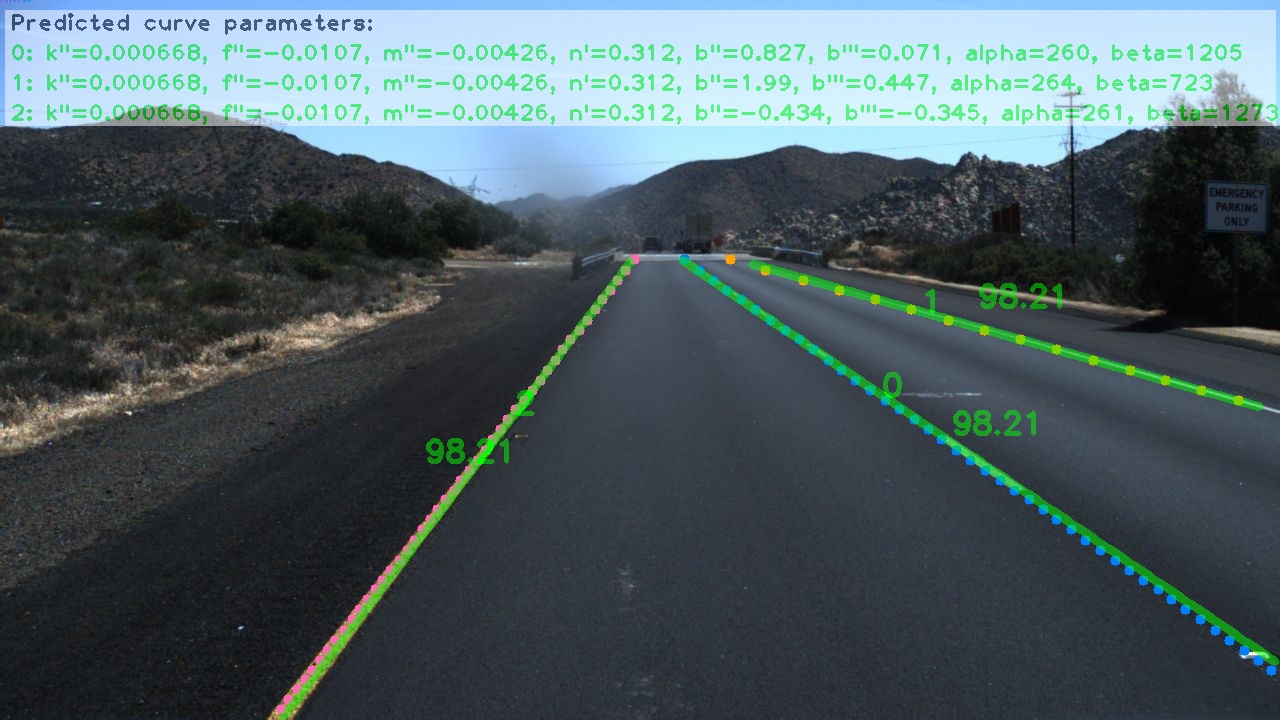 Predicted curve parameters:
0: k''=0.000668, f''=-0.0107, m''=-0.00426, n'=0.312, b''=0.827, b'''=0.071, alpha=260, beta=1205
1: k''=0.000668, f''=-0.0107, m''=-0.00426, n'=0.312, b''=1.99, b'''=0.447, alpha=264, beta=723
2: k''=0.000668, f''=-0.0107, m''=-0.00426, n'=0.312, b''=-0.434, b'''=-0.345, alpha=261, beta=1273
EMERGENCY
PARKING
ONLY
1 98.21
0
98.21
2
98.21